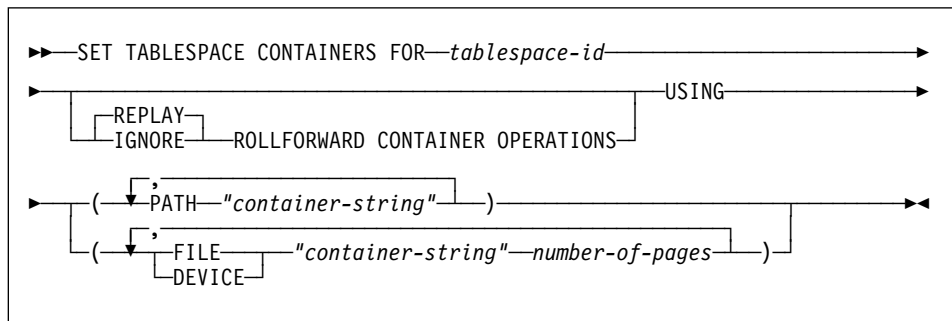 SET TABLESPACE CONTAINERS FOR tablespace-id
USING
REPLAY
IGNORE ROLLFORWARD CONTAINER OPERATIONS
,
( PATH "container-string" )
,
( FILE "container-string" number-of-pages )
DEVICE